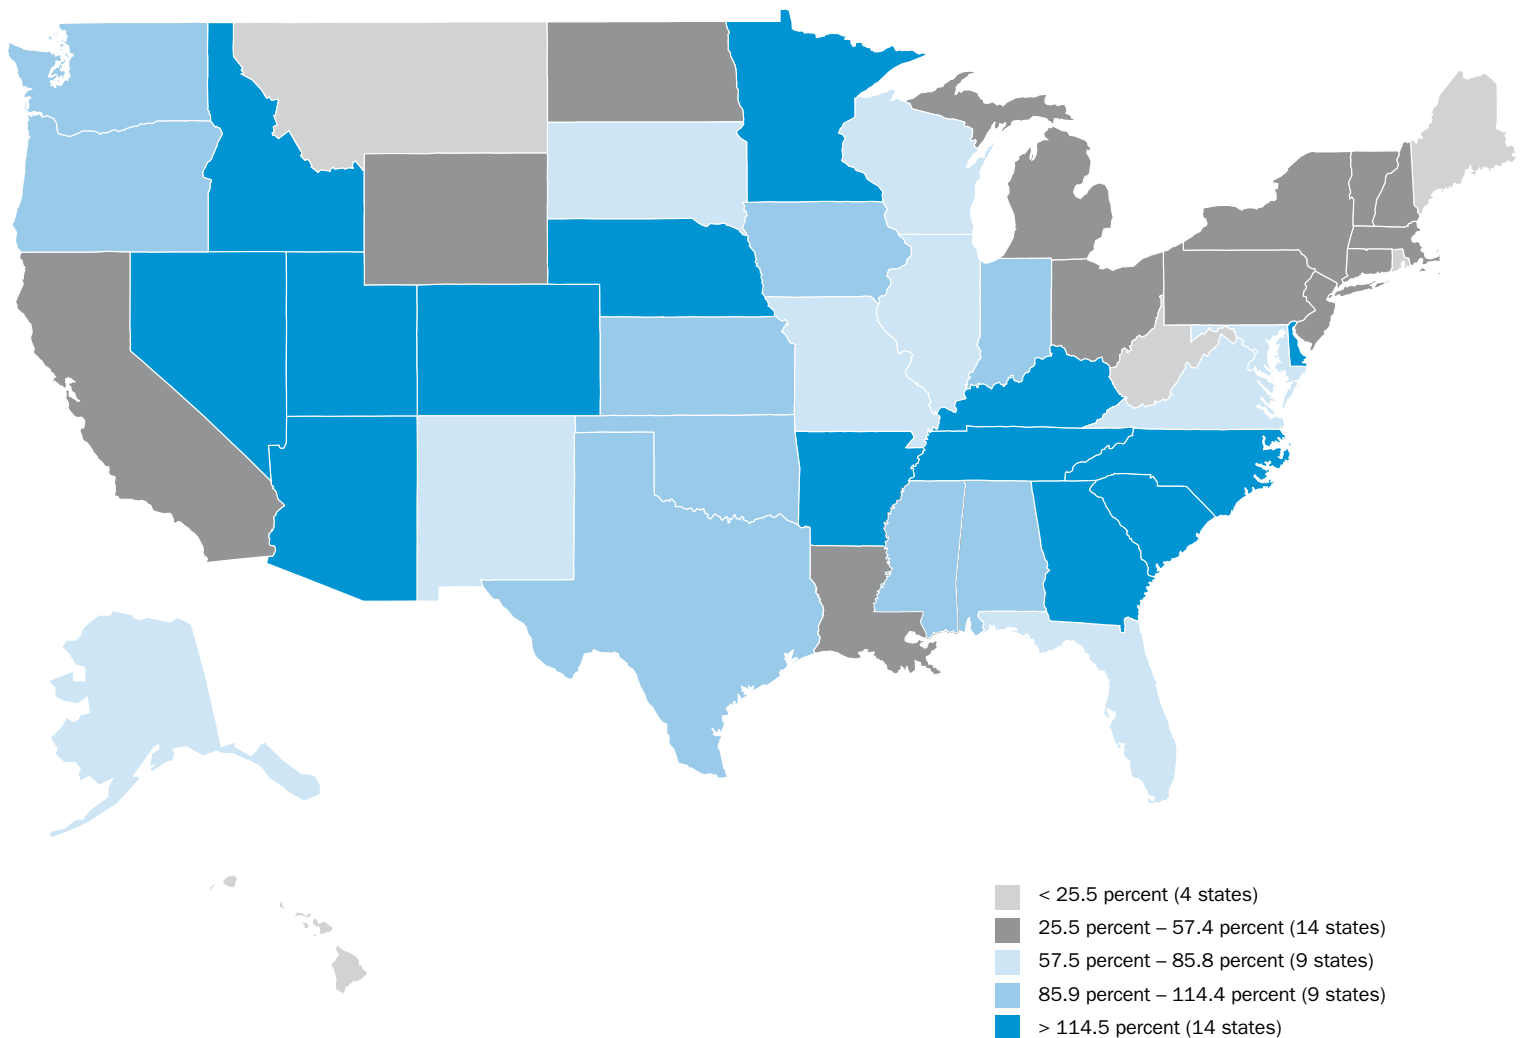 < 25.5 percent (4 states)
25.5 percent – 57.4 percent (14 states)
57.5 percent – 85.8 percent (9 states)
85.9 percent – 114.4 percent (9 states)
> 114.5 percent (14 states)